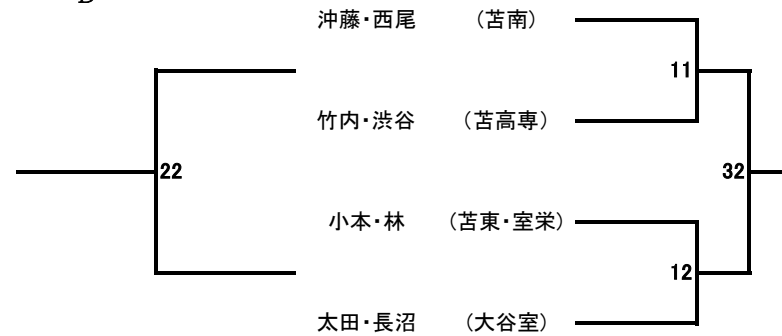 沖藤・西尾 (苫南)
11
竹内・渋谷 (苫高専)
22
32
小本・林 (苫東・室栄)
12
太田・長沼 (大谷室)